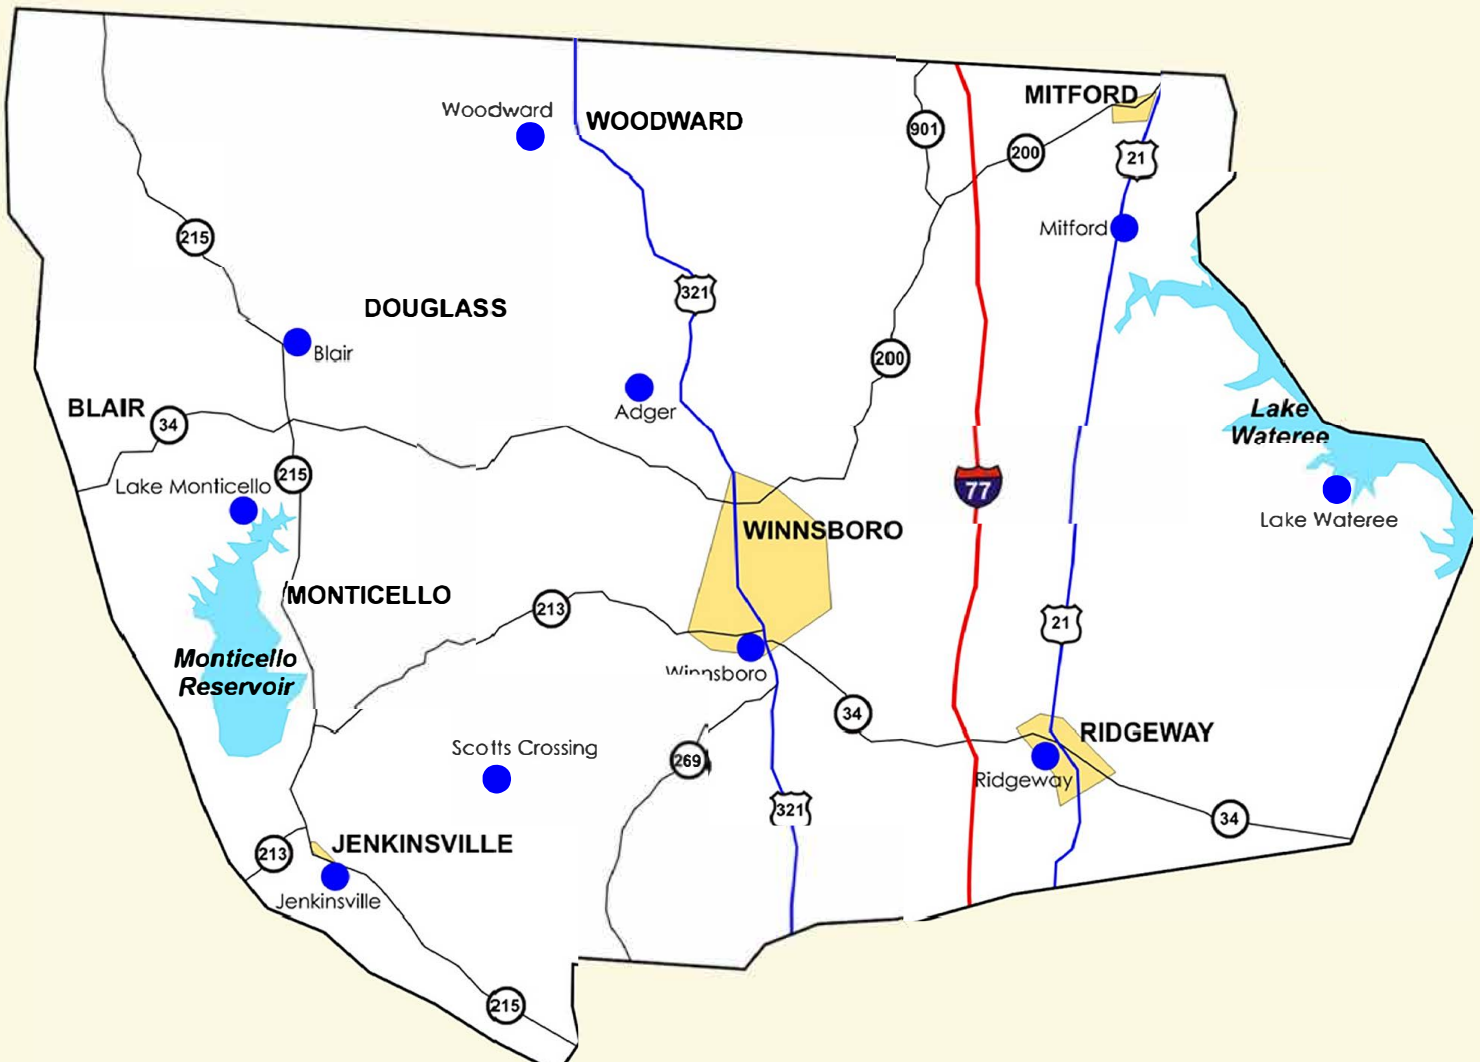 MITFORD
Woodward
WOODWARD
901
200
21
Mitford
215
321
DOUGLASS
Blair
200
Adger
BLAIR
34
Lake
Wateree
215
Lake Monticello
77
Lake Wateree
WINNSBORO
MONTICELLO
213
21
Monticello
Reservoir
Winnsboro
34
RIDGEWAY
Scotts Crossing
269
Ridgeway
321
34
JENKINSVILLE
213
Jenkinsville
215